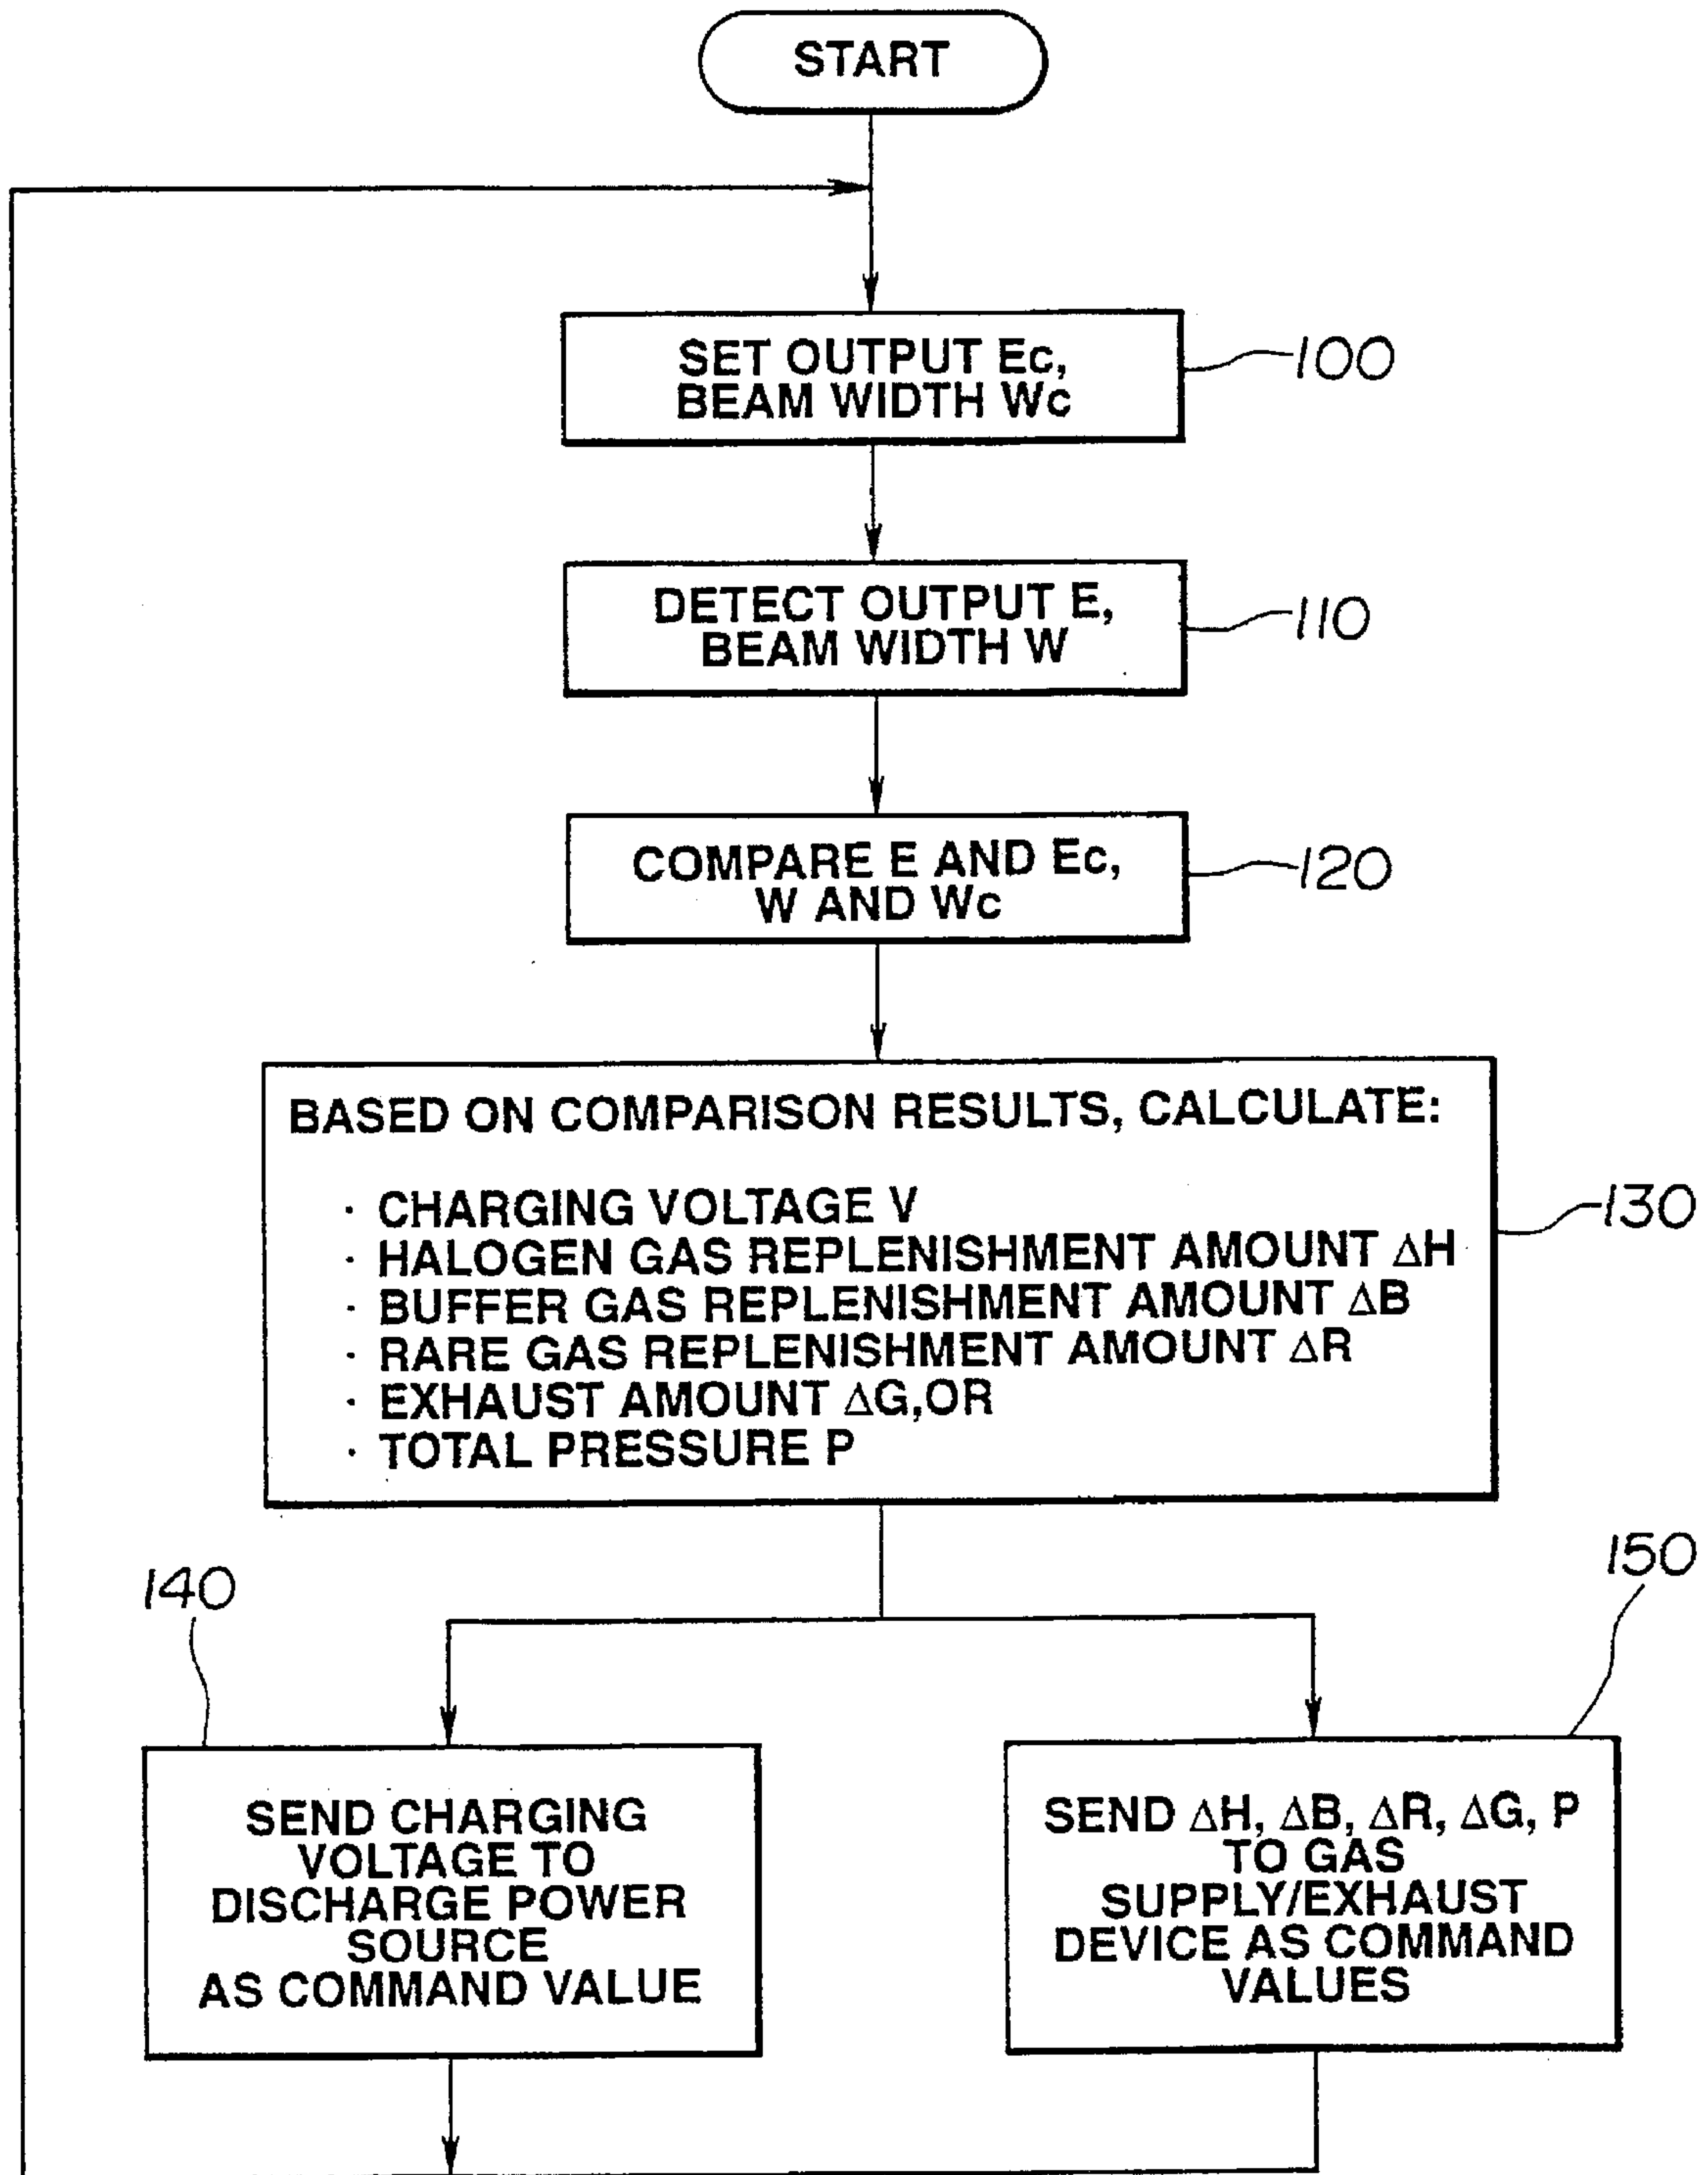 START
SET OUTPUT Ec,
BEAM WIDTH Wc
100
DETECT OUTPUT E,
BEAM WIDTH W
110
COMPARE E AND Ec,
W AND Wc
120
BASED ON COMPARISON RESULTS, CALCULATE:
· CHARGING VOLTAGE V
· HALOGEN GAS REPLENISHMENT AMOUNT ΔH
· BUFFER GAS REPLENISHMENT AMOUNT ΔB
· RARE GAS REPLENISHMENT AMOUNT ΔR
· EXHAUST AMOUNT ΔG,OR
· TOTAL PRESSURE P
130
140
SEND CHARGING
VOLTAGE TO
DISCHARGE POWER
SOURCE
AS COMMAND VALUE
150
SEND ΔH, ΔB, ΔR, ΔG, P
TO GAS
SUPPLY/EXHAUST
DEVICE AS COMMAND
VALUES